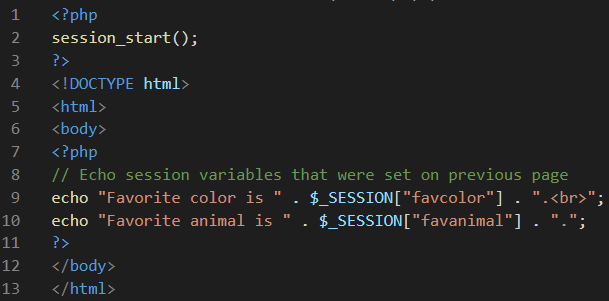 1 <?php
2 session_start();
3 ?>
4 <!DOCTYPE html>
5 <html>
6 <body>
7 <?php
8 // Echo session variables that were set on previous page
9 echo "Favorite color is " . $_SESSION["favcolor"] . ".<br>";
10 echo "Favorite animal is " . $_SESSION["favanimal"] . ".";
11 ?>
12 </body>
13 </html>